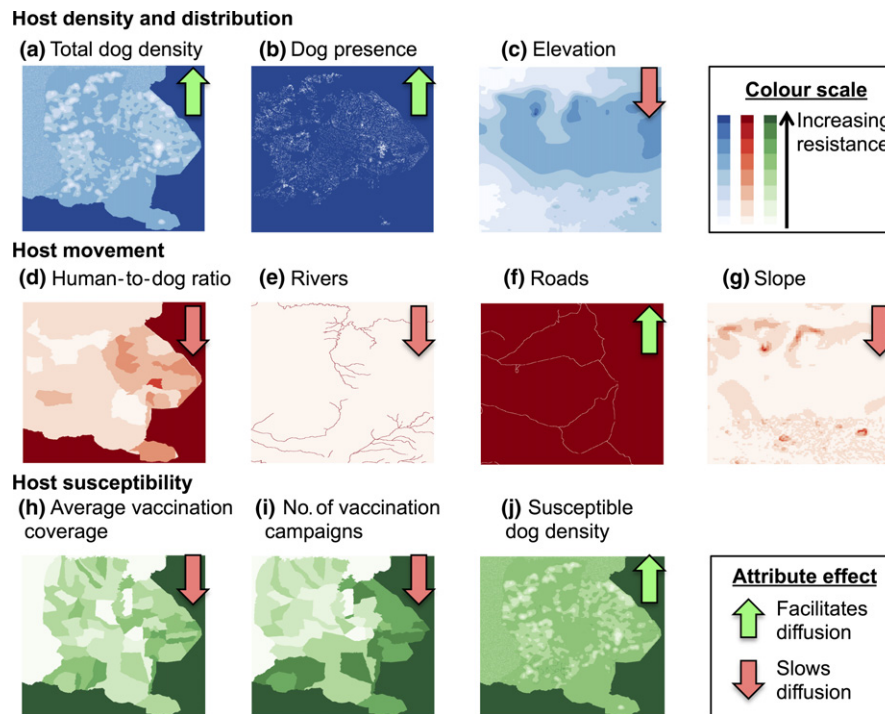 Host density and distribution
(a) Total dog density
(b) Dog presence
(c) Elevation
Colour scale
Increasing
resistance
Host movement
(d) Human-to-dog ratio
(e) Rivers
(f) Roads
(g) Slope
Host susceptibility
(h) Average vaccination
coverage
(i) No. of vaccination
campaigns
(j) Susceptible
dog density
Attribute effect
Facilitates
diffusion
Slows
diffusion